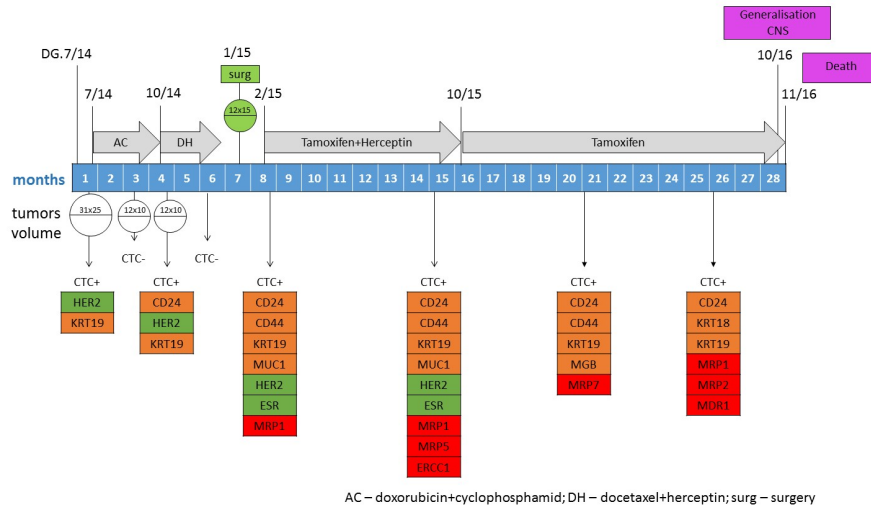 Generalisation
CNS
DG.7/14
1/15
10/16
Death
surg
7/14
10/14
2/15
10/15
11/16
12x15
AC
DH
Tamoxifen+Herceptin
Tamoxifen
months
1 2 3 4 5 6 7 8 9 10 11 12 13 14 15 16 17 18 19 20 21 22 23 24 25 26 27 28
tumors
volume
31x25
12x10
12x10
CTC-
CTC-
CTC+
HER2
KRT19
CTC+
CD24
HER2
KRT19
CTC+
CD24
CD44
KRT19
MUC1
HER2
ESR
MRP1
CTC+
CD24
CD44
KRT19
MUC1
HER2
ESR
MRP1
MRP5
ERCC1
CTC+
CD24
CD44
KRT19
MGB
MRP7
CTC+
CD24
KRT18
KRT19
MRP1
MRP2
MDR1
AC – doxorubicin+cyclophosphamid; DH – docetaxel+herceptin; surg – surgery